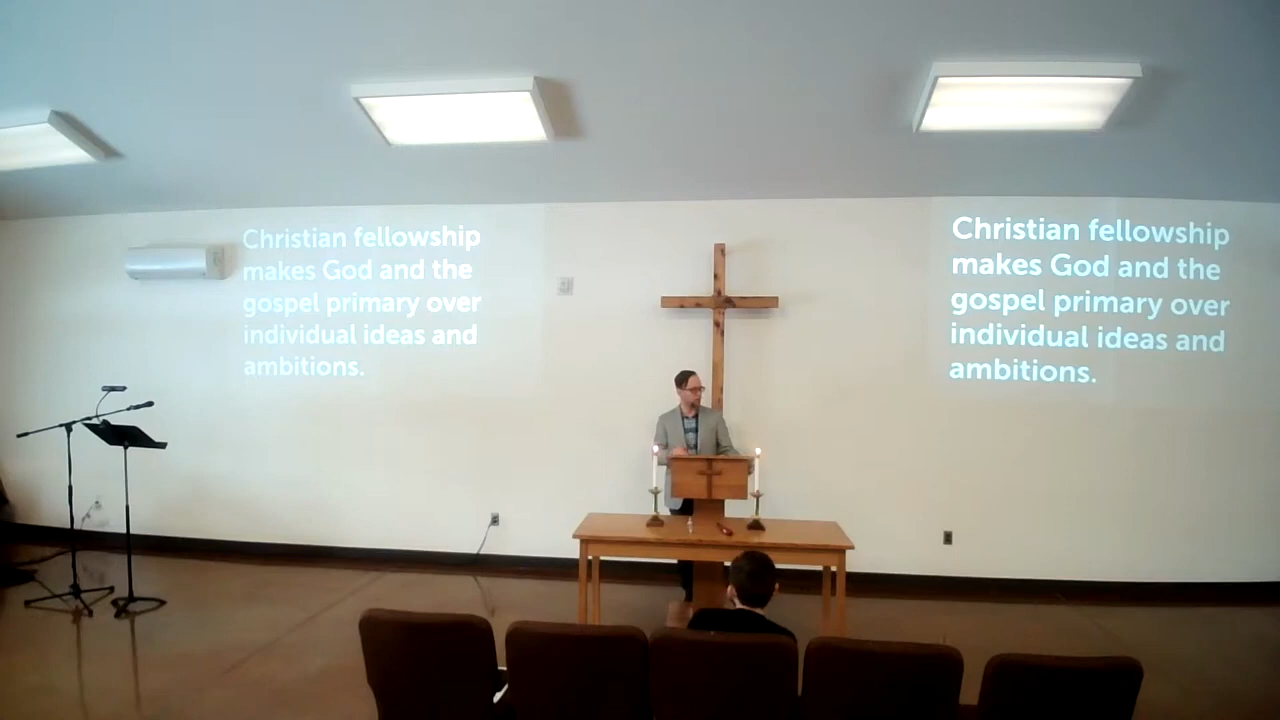 Christian fellowship
makes God and the
gospel primary over
individual ideas and
ambitions.
Christian fellowship
makes God and the
gospel primary over
individual ideas and
ambitions.